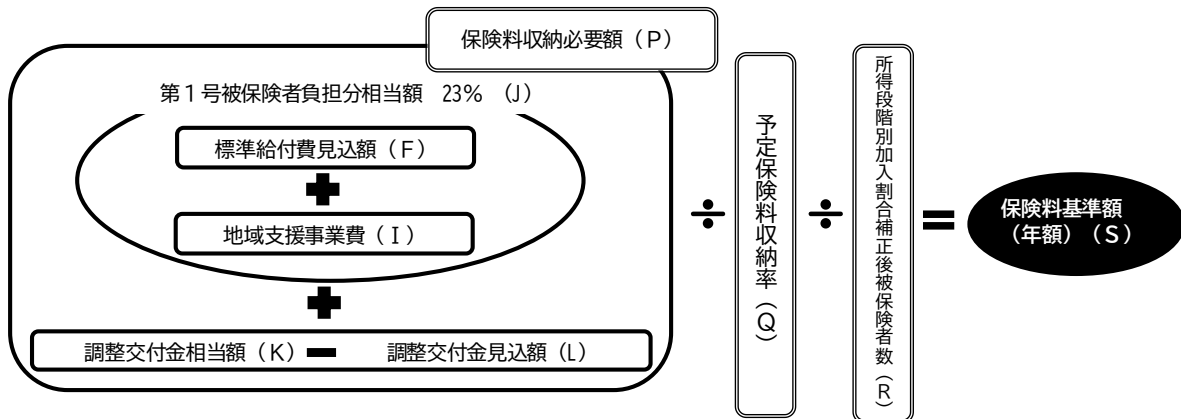 保険料収納必要額（Ｐ）
第１号被保険者負担分相当額　23%　（J）
標準給付費見込額（Ｆ）
＋
地域支援事業費（Ｉ）
＋
調整交付金相当額（Ｋ）
－
調整交付金見込額（L）
÷
予定保険料収納率（Ｑ）
÷
所得段階別加入割合補正後被保険者数（Ｒ）
＝
保険料基準額
（年額）（Ｓ）